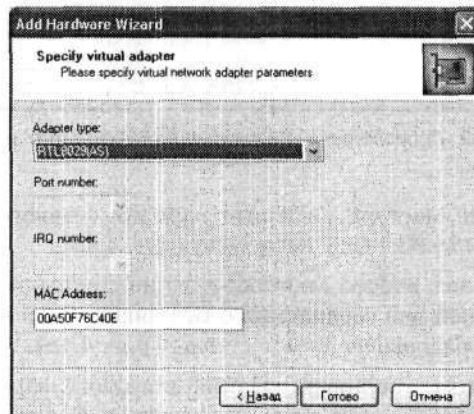 Add Hardware Wizard
Specify virtual adapter
Please specify virtual network adapter parameters
Adapter type:
RTL8029(AS)
Port number:
IRQ number:
MAC Address:
00A50F76C40E
< Назад
Готово
Отмена